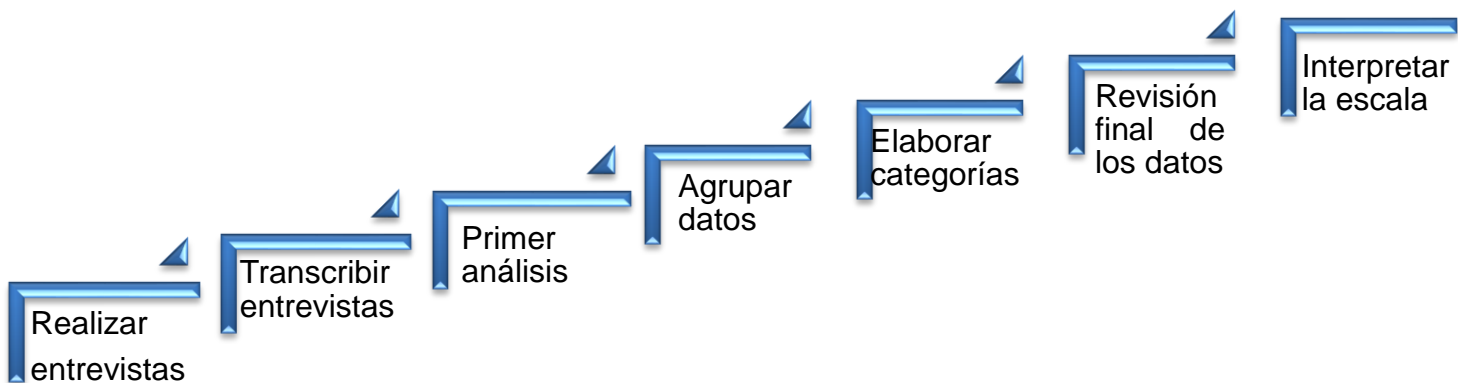 Realizar
entrevistas
Transcribir
entrevistas
Primer
análisis
Agrupar
datos
Elaborar
categorías
Revisión
final de
los datos
Interpretar
la escala